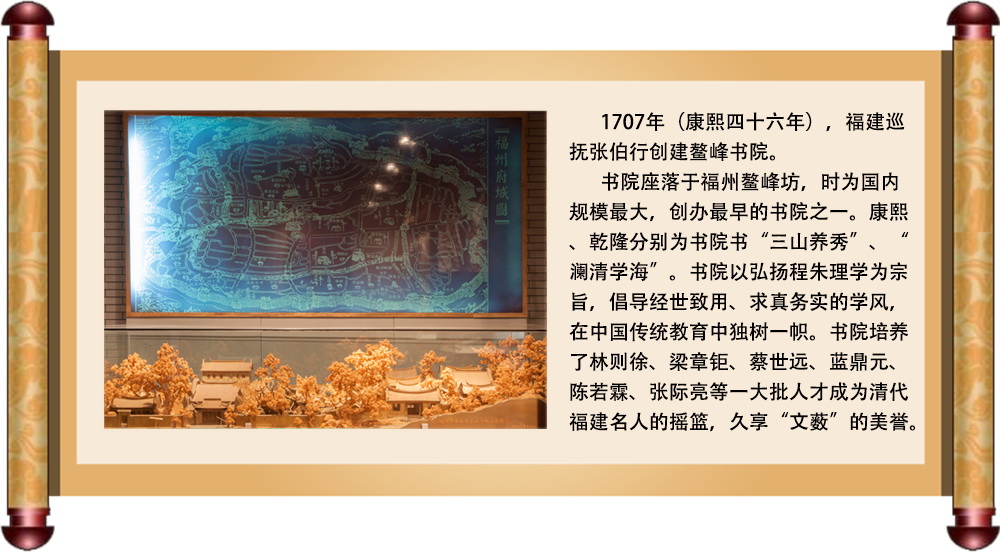 福州府城圖
1707年（康熙四十六年），福建巡
抚张伯行创建鳌峰书院。
书院座落于福州鳌峰坊，时为国内
规模最大，创办最早的书院之一。康熙
、乾隆分别为书院书“三山养秀”、“
澜清学海”。书院以弘扬程朱理学为宗
旨，倡导经世致用、求真务实的学风，
在中国传统教育中独树一帜。书院培养
了林则徐、梁章钜、蔡世远、蓝鼎元、
陈若霖、张际亮等一大批人才成为清代
福建名人的摇篮，久享“文薮”的美誉。